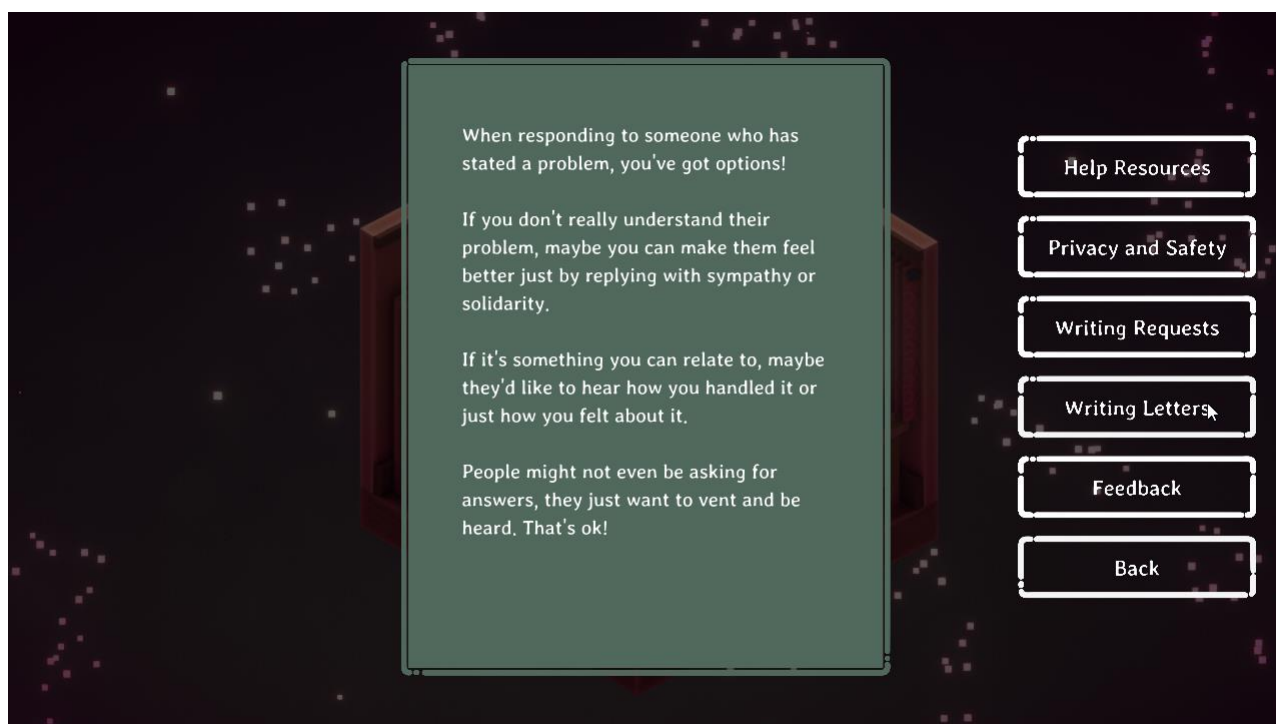 When responding to someone who has
stated a problem, you've got options!
If you don't really understand their
problem, maybe you can make them feel
better just by replying with sympathy or
solidarity.
If it's something you can relate to, maybe
they'd like to hear how you handled it or
just how you felt about it.
People might not even be asking for
answers, they just want to vent and be
heard. That's ok!
Help Resources
Privacy and Safety
Writing Requests
Writing Letters
Feedback
Back